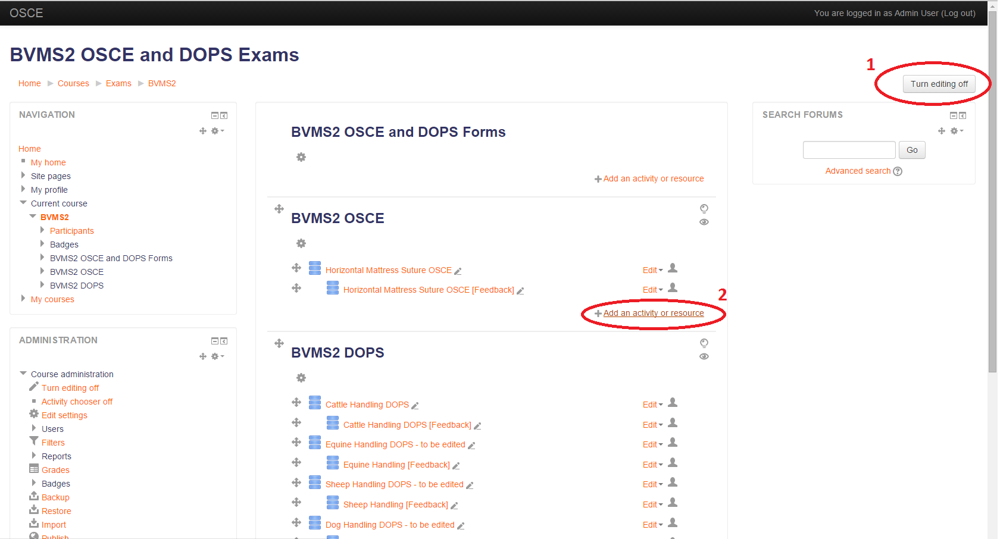 OSCE
You are logged in as Admin User (Log out)
BVMS2 OSCE and DOPS Exams
Home Courses Exams BVMS2
1
Turn editing off
NAVIGATION
Home
My home
Site pages
My profile
Current course
BVMS2
Participants
Badges
BVMS2 OSCE and DOPS Forms
BVMS2 OSCE
BVMS2 DOPS
My courses
ADMINISTRATION
Course administration
Turn editing off
Activity chooser off
Edit settings
Users
Filters
Reports
Grades
Badges
Backup
Restore
Import
Publish
BVMS2 OSCE and DOPS Forms
Add an activity or resource
BVMS2 OSCE
Horizontal Mattress Suture OSCE Edit
Horizontal Mattress Suture OSCE [Feedback] Edit
2
Add an activity or resource
BVMS2 DOPS
Cattle Handling DOPS Edit
Cattle Handling DOPS [Feedback] Edit
Equine Handling DOPS - to be edited Edit
Equine Handling [Feedback] Edit
Sheep Handling DOPS - to be edited Edit
Sheep Handling [Feedback] Edit
Dog Handling DOPS - to be edited Edit
SEARCH FORUMS
Go
Advanced search ?